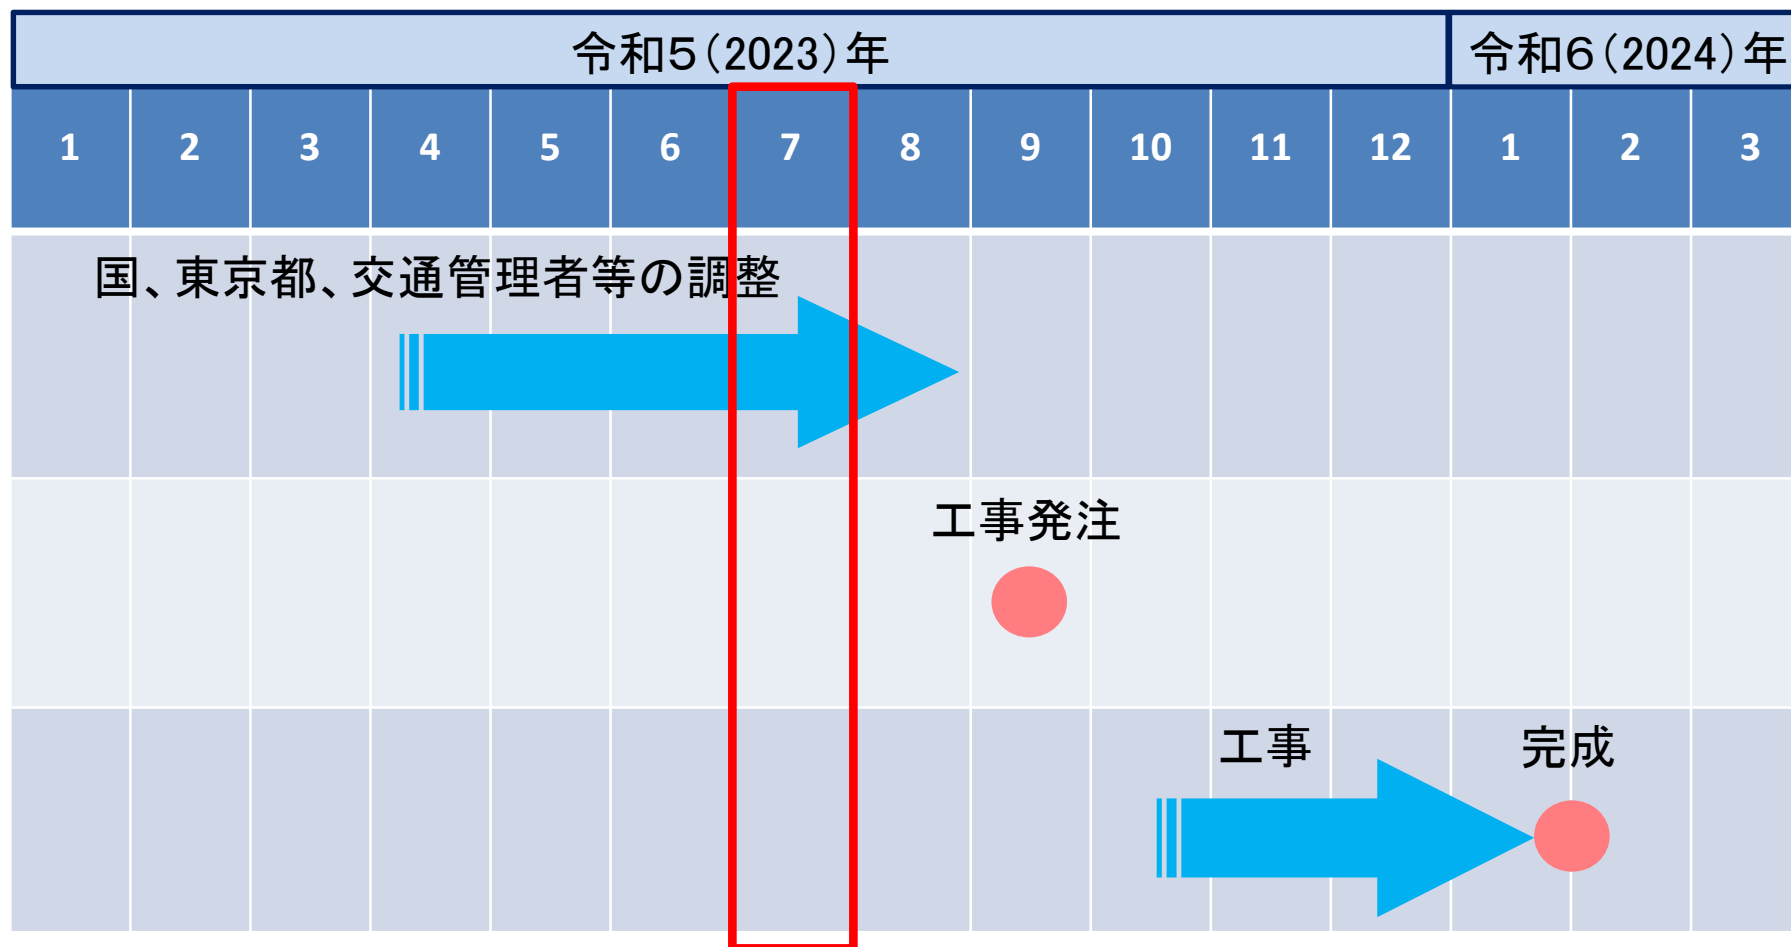 令和5（2023）年 令和6（2024）年
1 2 3 4 5 6 7 8 9 10 11 12 1 2 3
国、東京都、交通管理者等の調整
工事発注
工事 完成